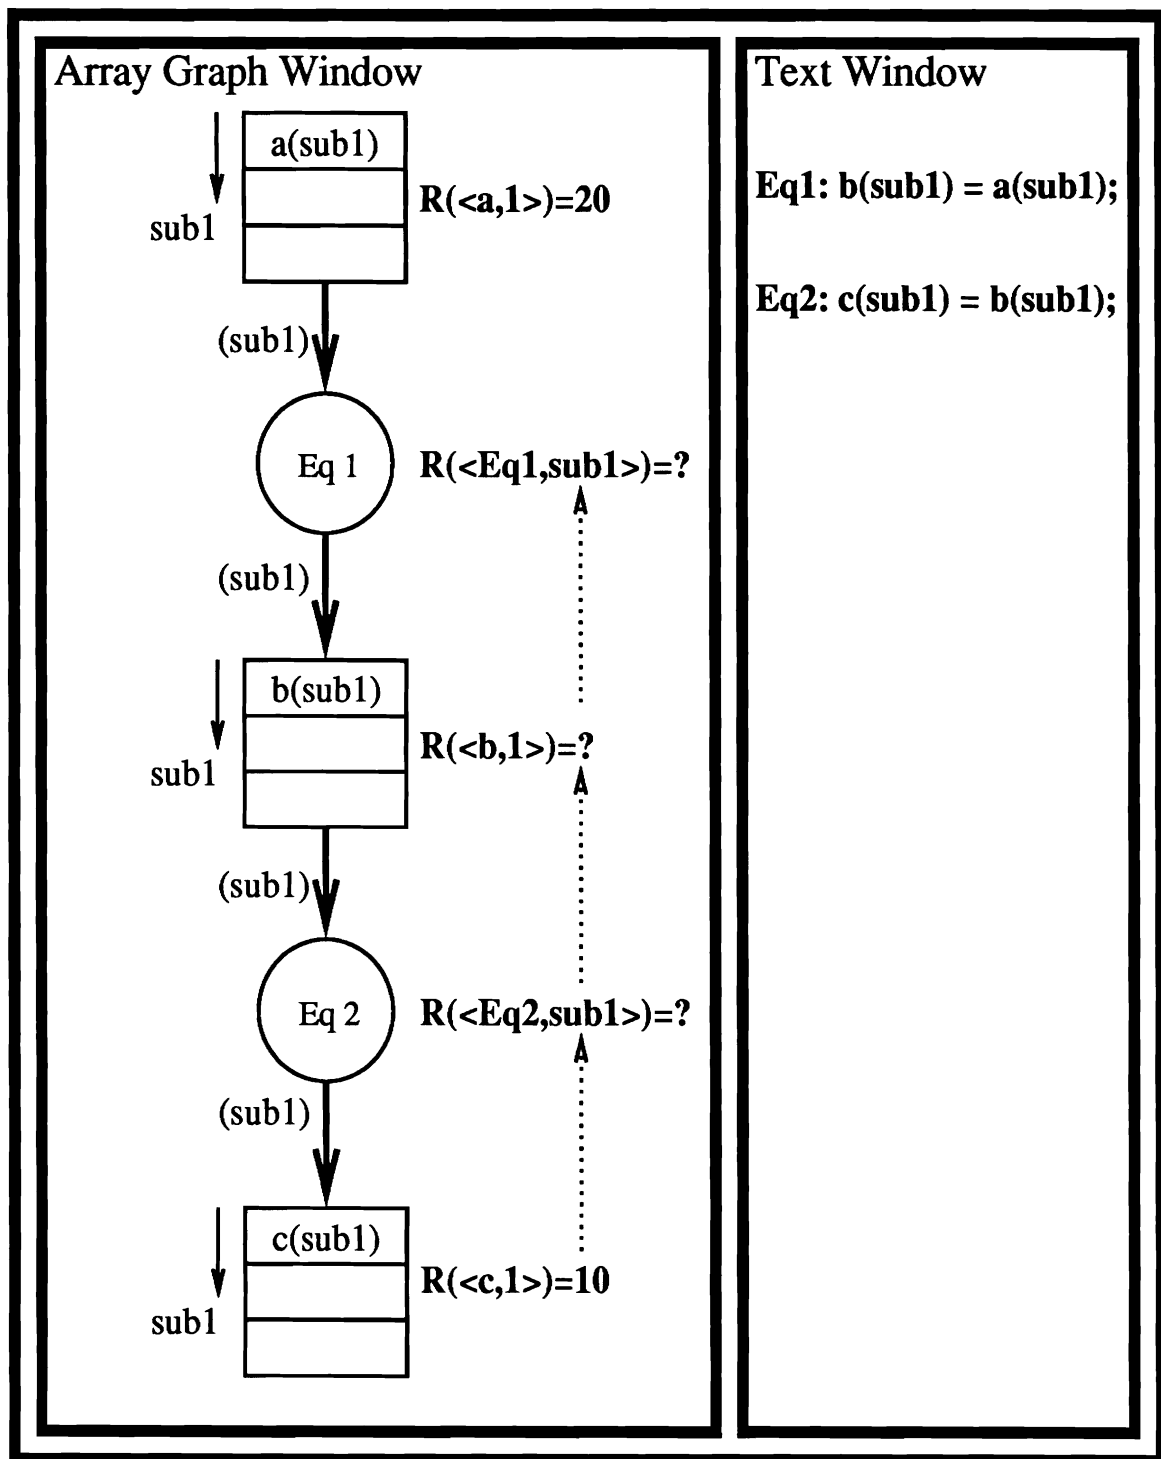 Array Graph Window
a(sub1)
R(<a,1>)=20
sub1
(sub1)
Eq 1
R(<Eq1,sub1>)=?
(sub1)
b(sub1)
R(<b,1>)=?
sub1
(sub1)
Eq 2
R(<Eq2,sub1>)=?
(sub1)
c(sub1)
R(<c,1>)=10
sub1
Text Window
Eq1: b(sub1) = a(sub1);
Eq2: c(sub1) = b(sub1);